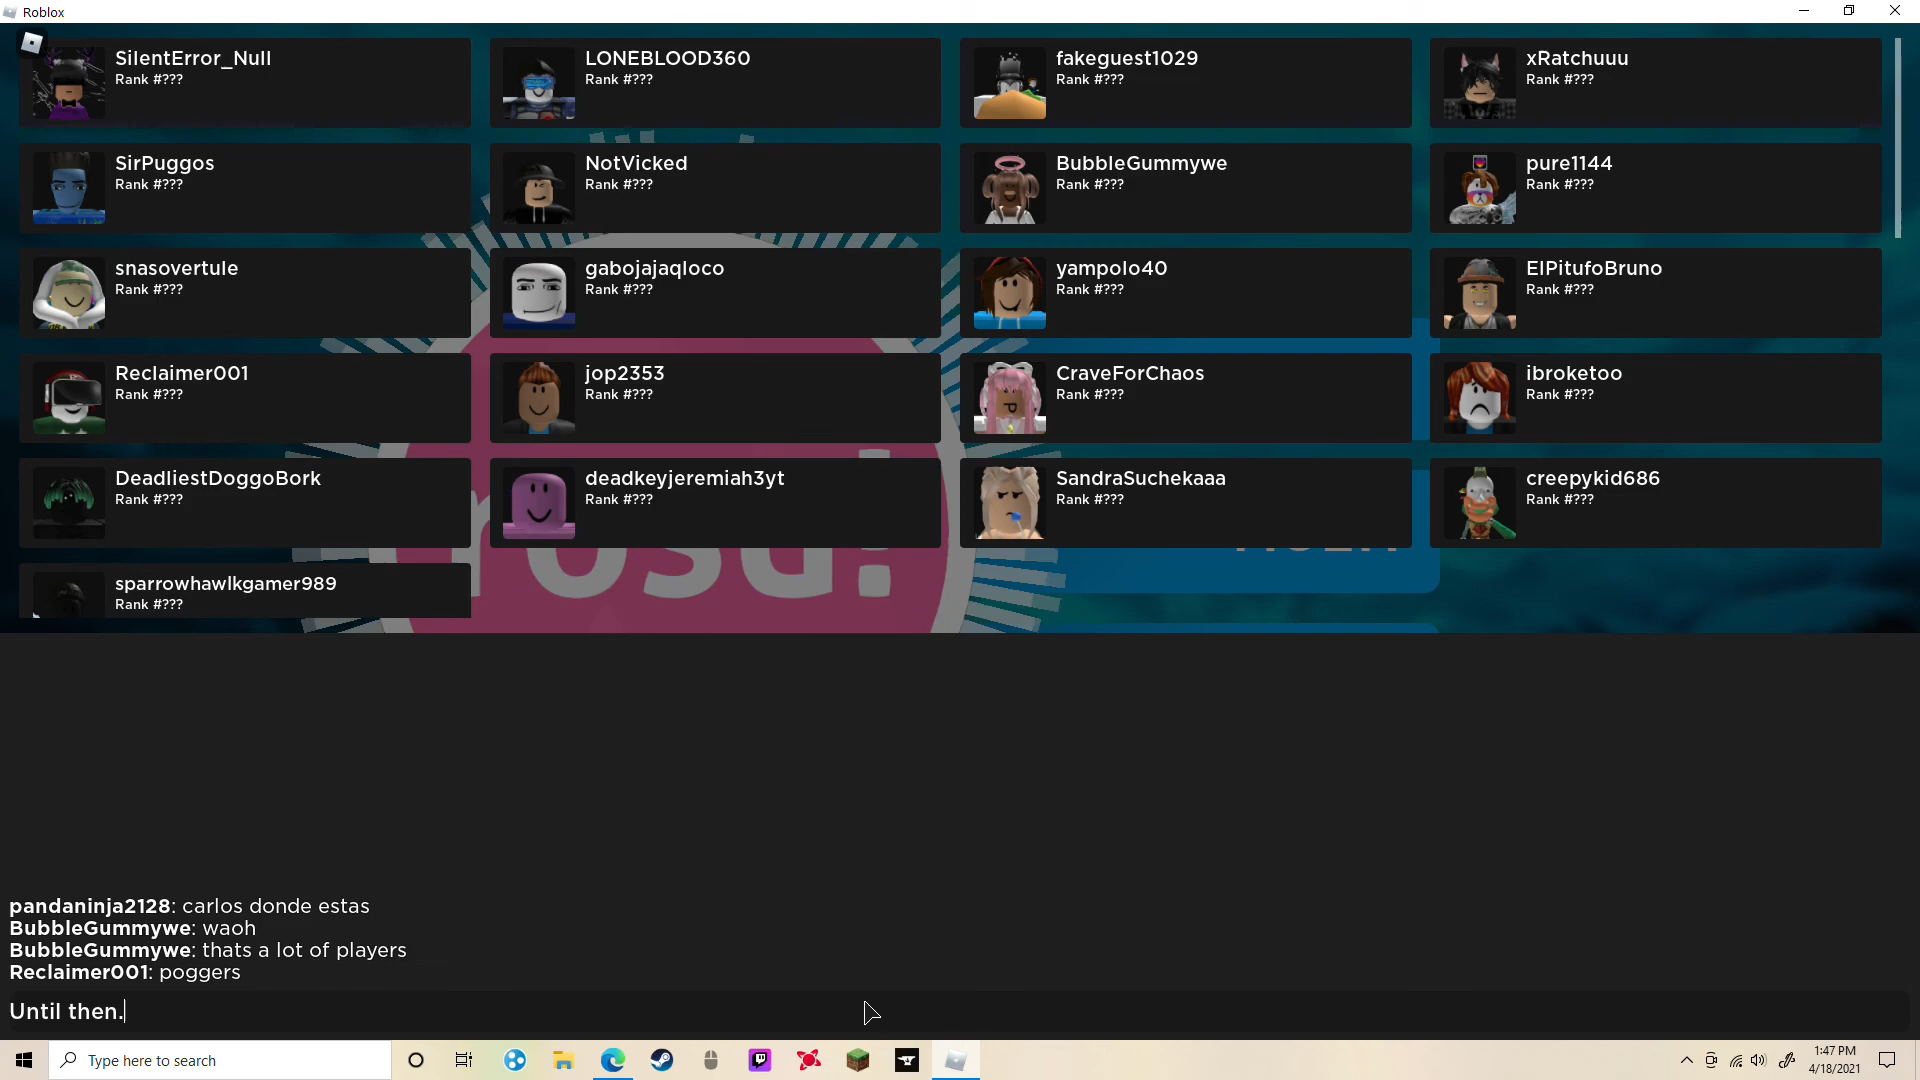 Roblox
SilentError_Null
Rank #???
LONEBLOOD360
Rank #???
fakeguest1029
Rank #???
xRatchuuu
Rank #???
SirPuggos
Rank #???
NotVicked
Rank #???
BubbleGummywe
Rank #???
pure1144
Rank #???
snasovertule
Rank #???
gabojajaqloco
Rank #???
yampolo40
Rank #???
ElPitufoBruno
Rank #???
Reclaimer001
Rank #???
jop2353
Rank #???
CraveForChaos
Rank #???
ibroketoo
Rank #???
DeadliestDoggoBork
Rank #???
deadkeyjeremiah3yt
Rank #???
SandraSuchekaaa
Rank #???
creepykid686
Rank #???
sparrowhawlkgamer989
Rank #???
rosu!
pandaninja2128: carlos donde estas
BubbleGummywe: waoh
BubbleGummywe: thats a lot of players
Reclaimer001: poggers
Until then.
Type here to search
1:47 PM
4/18/2021